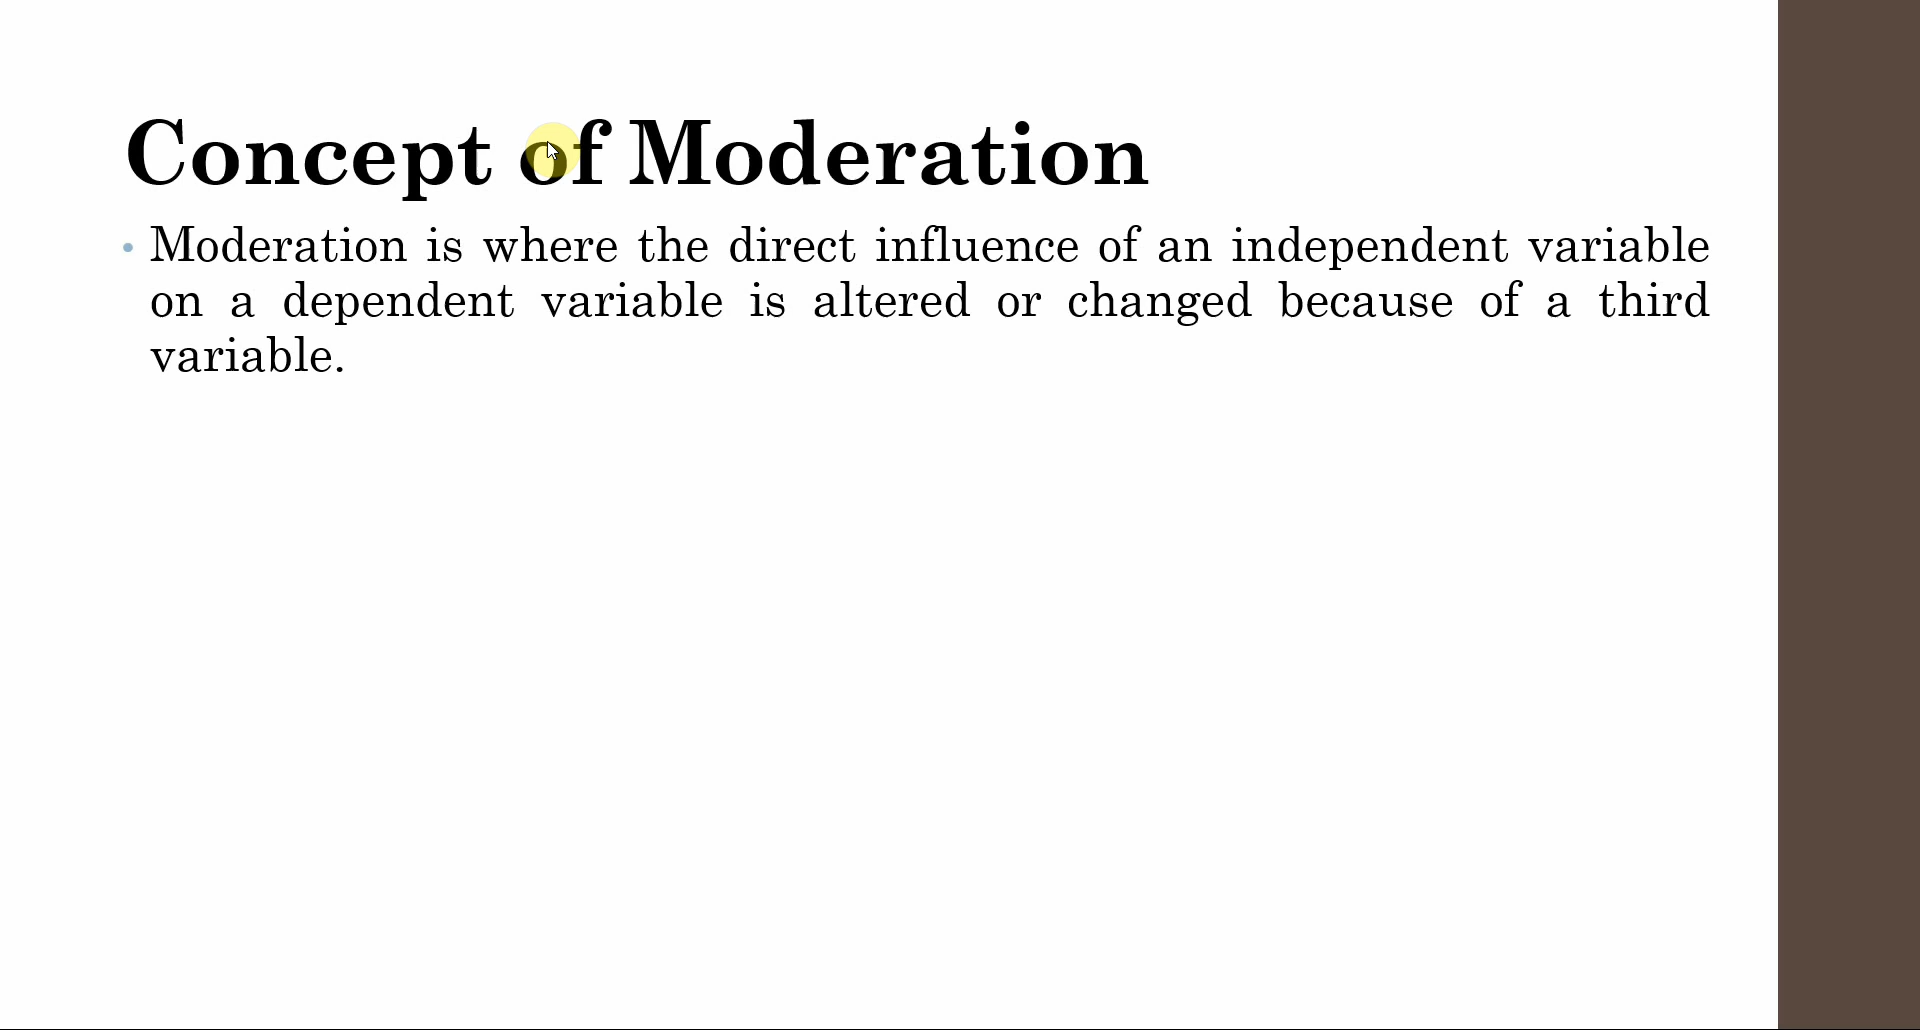 Concept of Moderation
• Moderation is where the direct influence of an independent variable
on a dependent variable is altered or changed because of a third
variable.